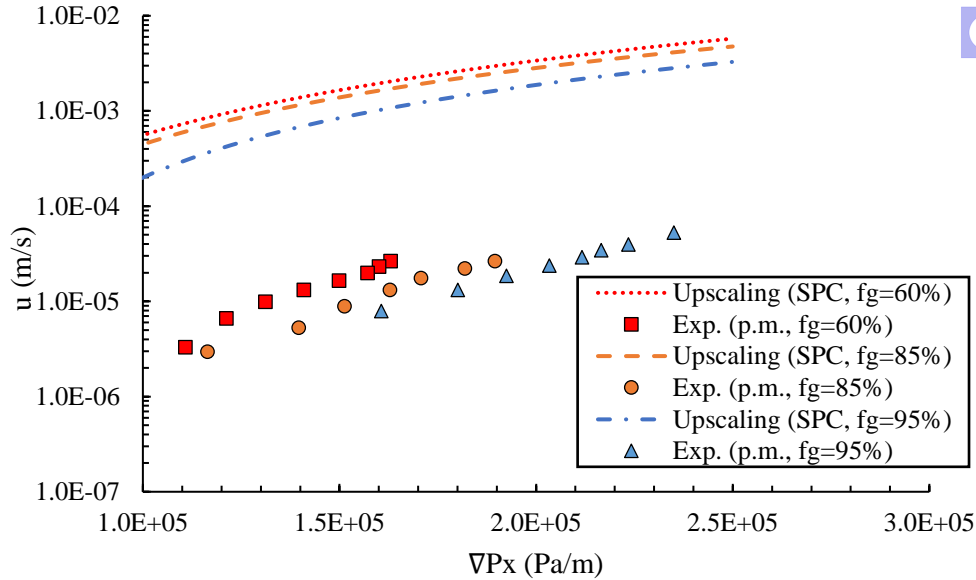 1.0E-02
1.0E-03
1.0E-04
1.0E-05
1.0E-06
1.0E-07
u (m/s)
1.0E+05
1.5E+05
2.0E+05
2.5E+05
3.0E+05
∇Px (Pa/m)
Upscaling (SPC, fg=60%)
Exp. (p.m., fg=60%)
Upscaling (SPC, fg=85%)
Exp. (p.m., fg=85%)
Upscaling (SPC, fg=95%)
Exp. (p.m., fg=95%)